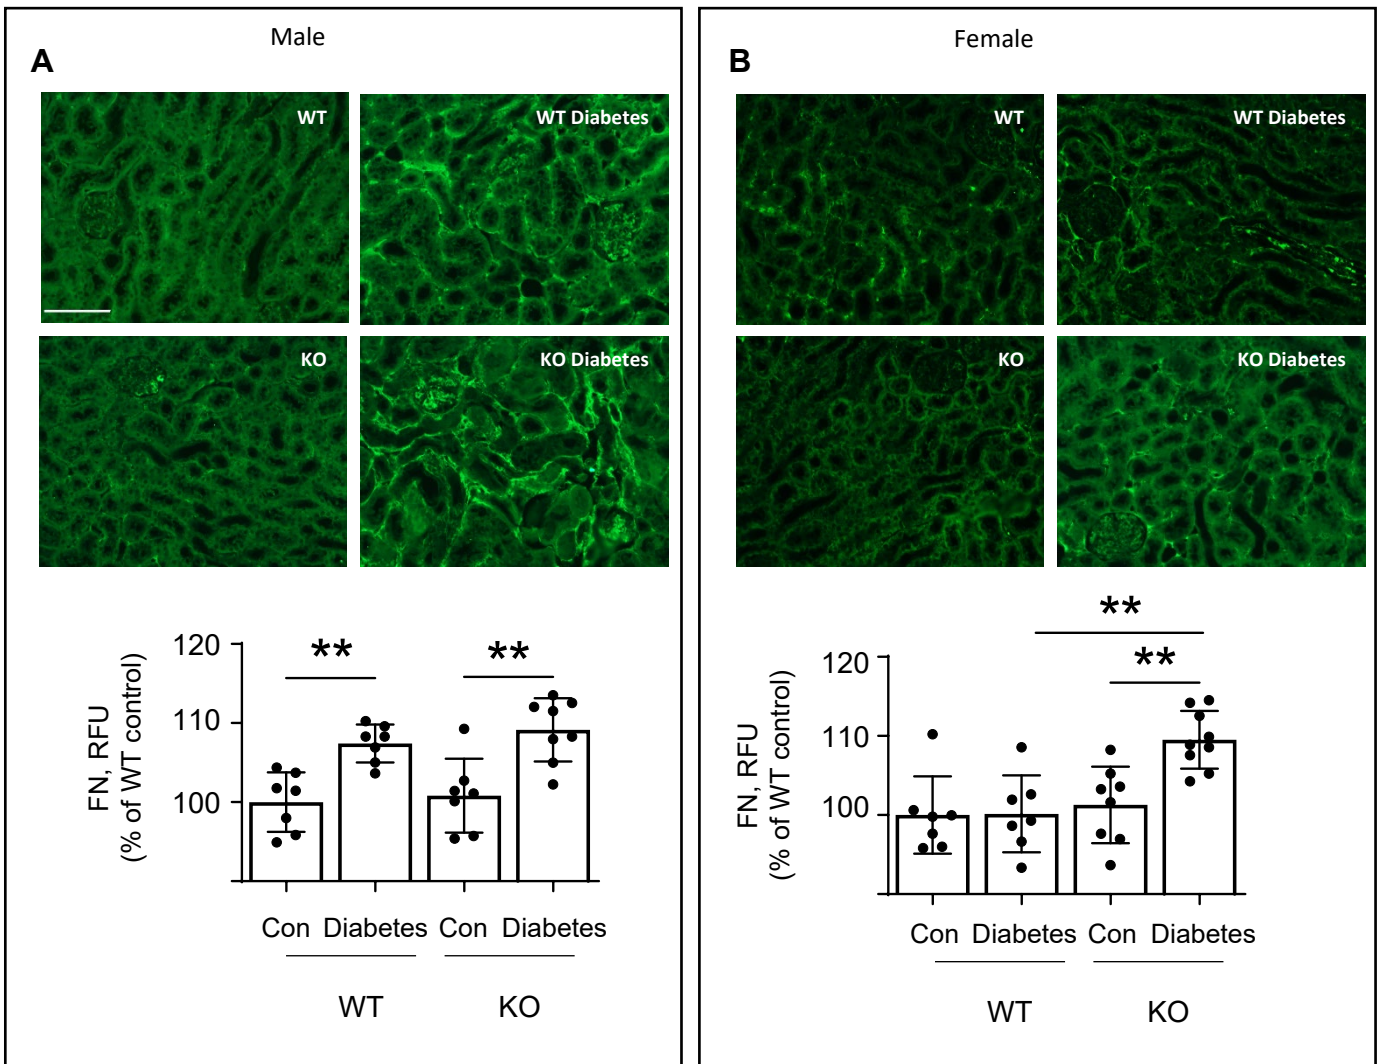 Male
A
WT
WT Diabetes
KO
KO Diabetes
**
**
120
110
100
FN, RFU
(% of WT control)
Con Diabetes Con Diabetes
WT KO
Female
B
WT
WT Diabetes
KO
KO Diabetes
**
**
120
110
100
FN, RFU
(% of WT control)
Con Diabetes Con Diabetes
WT KO